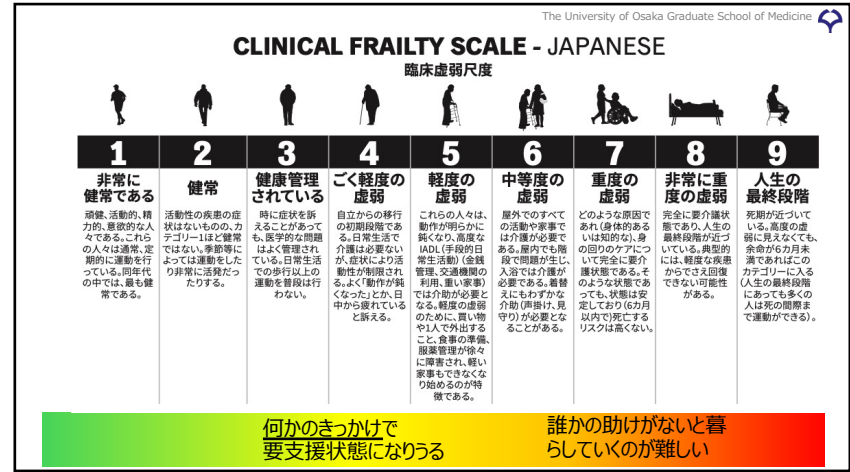 The University of Osaka Graduate School of Medicine
CLINICAL FRAILTY SCALE - JAPANESE
臨床虚弱尺度
1
非常に
健常である
頑健、活動的、精
力的、意欲的な人
々である。これら
の人々は通常、定
期的に運動を行
っている。同年代
の中では、最も健
常である。
2
健常
活動性の疾患の症
状はないものの、カ
テゴリー1ほど健常
ではない。季節等に
よっては運動をした
り非常に活発だっ
たりする。
3
健康管理
されている
時に症状を訴
えることがあって
も、医学的な問題
はよく管理され
ている。日常生活
での歩行以上の
運動を普段は行
わない。
4
ごく軽度の
虚弱
自立からの移行
の初期段階であ
る。日常生活で
介護は必要ない
が、症状により活
動性が制限され
る。よく「動作が鈍
くなった」とか、日
中から疲れている
と訴える。
5
軽度の
虚弱
これらの人々は、
動作が明らかに
鈍くなり、高度な
IADL(手段的日
常生活動)(金銭
管理、交通機関の
利用、重い家事)
では介助が必要と
なる。軽度の虚弱
のために、買い物
や1人で外出する
こと、食事の準備、
服薬管理が徐々
に障害され、軽い
家事もできなくな
り始めるのが特
徴である。
6
中等度の
虚弱
屋外でのすべて
の活動や家事で
は介護が必要で
ある。屋内でも階
段で問題が生じ、
入浴では介護が
必要である。着替
えにもわずかな
介助(声掛け、見
守り)が必要とな
ることがある。
7
重度の
虚弱
どのような原因で
あれ(身体的ある
いは知的な)、身
の回りのケアにつ
いて完全に要介
護状態である。そ
のような状態であ
っても、状態は安
定しており(6カ月
以内で)死亡する
リスクは高くない。
8
非常に重
度の虚弱
完全に要介護状
態であり、人生の
最終段階が近づ
いている。典型的
には、軽度な疾患
からでさえ回復
できない可能性
がある。
9
人生の
最終段階
死期が近づいてい
る。高度の虚
弱に見えなくても、
余命が6カ月未
満であればこの
カテゴリーに入る
(人生の最終段階
にあっても多くの
人は死の間際ま
で運動ができる)。
何かのきっかけで
要支援状態になりうる
誰かの助けがないと暮
らしていくのが難しい